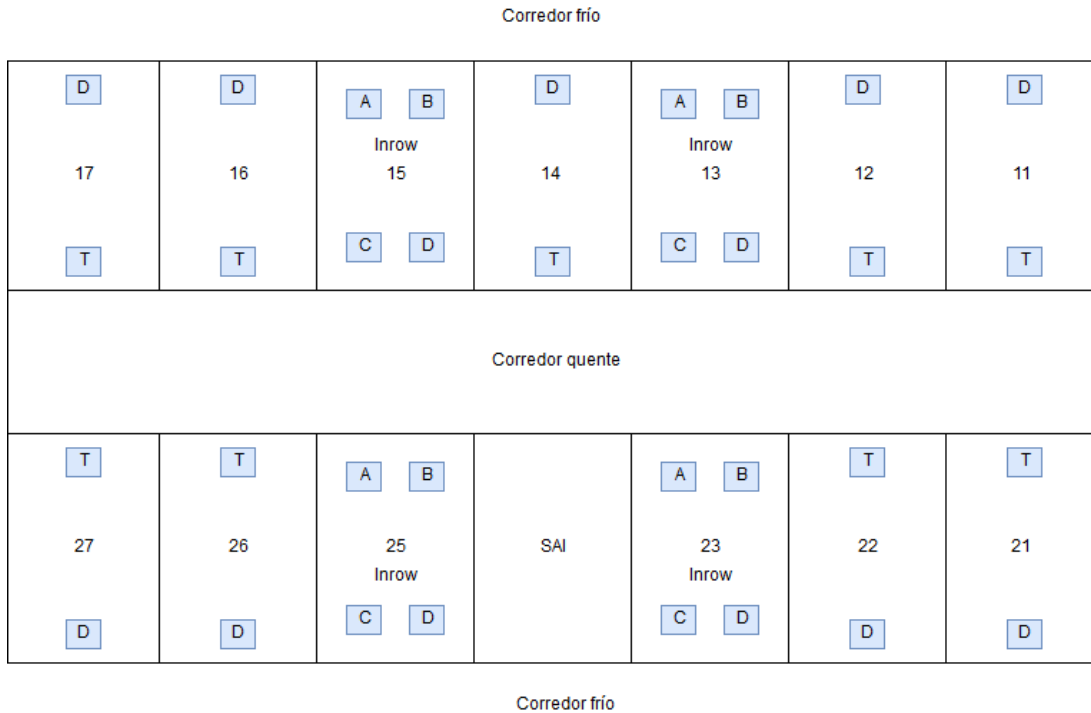 Corredor frío
D D A B D A B D D
Inrow Inrow
17 16 15 14 13 12 11
T T C D T C D T T
Corredor quente
T T A B A B T T
27 26 25 SAI 23 22 21
Inrow Inrow
D D C D C D D D
Corredor frío